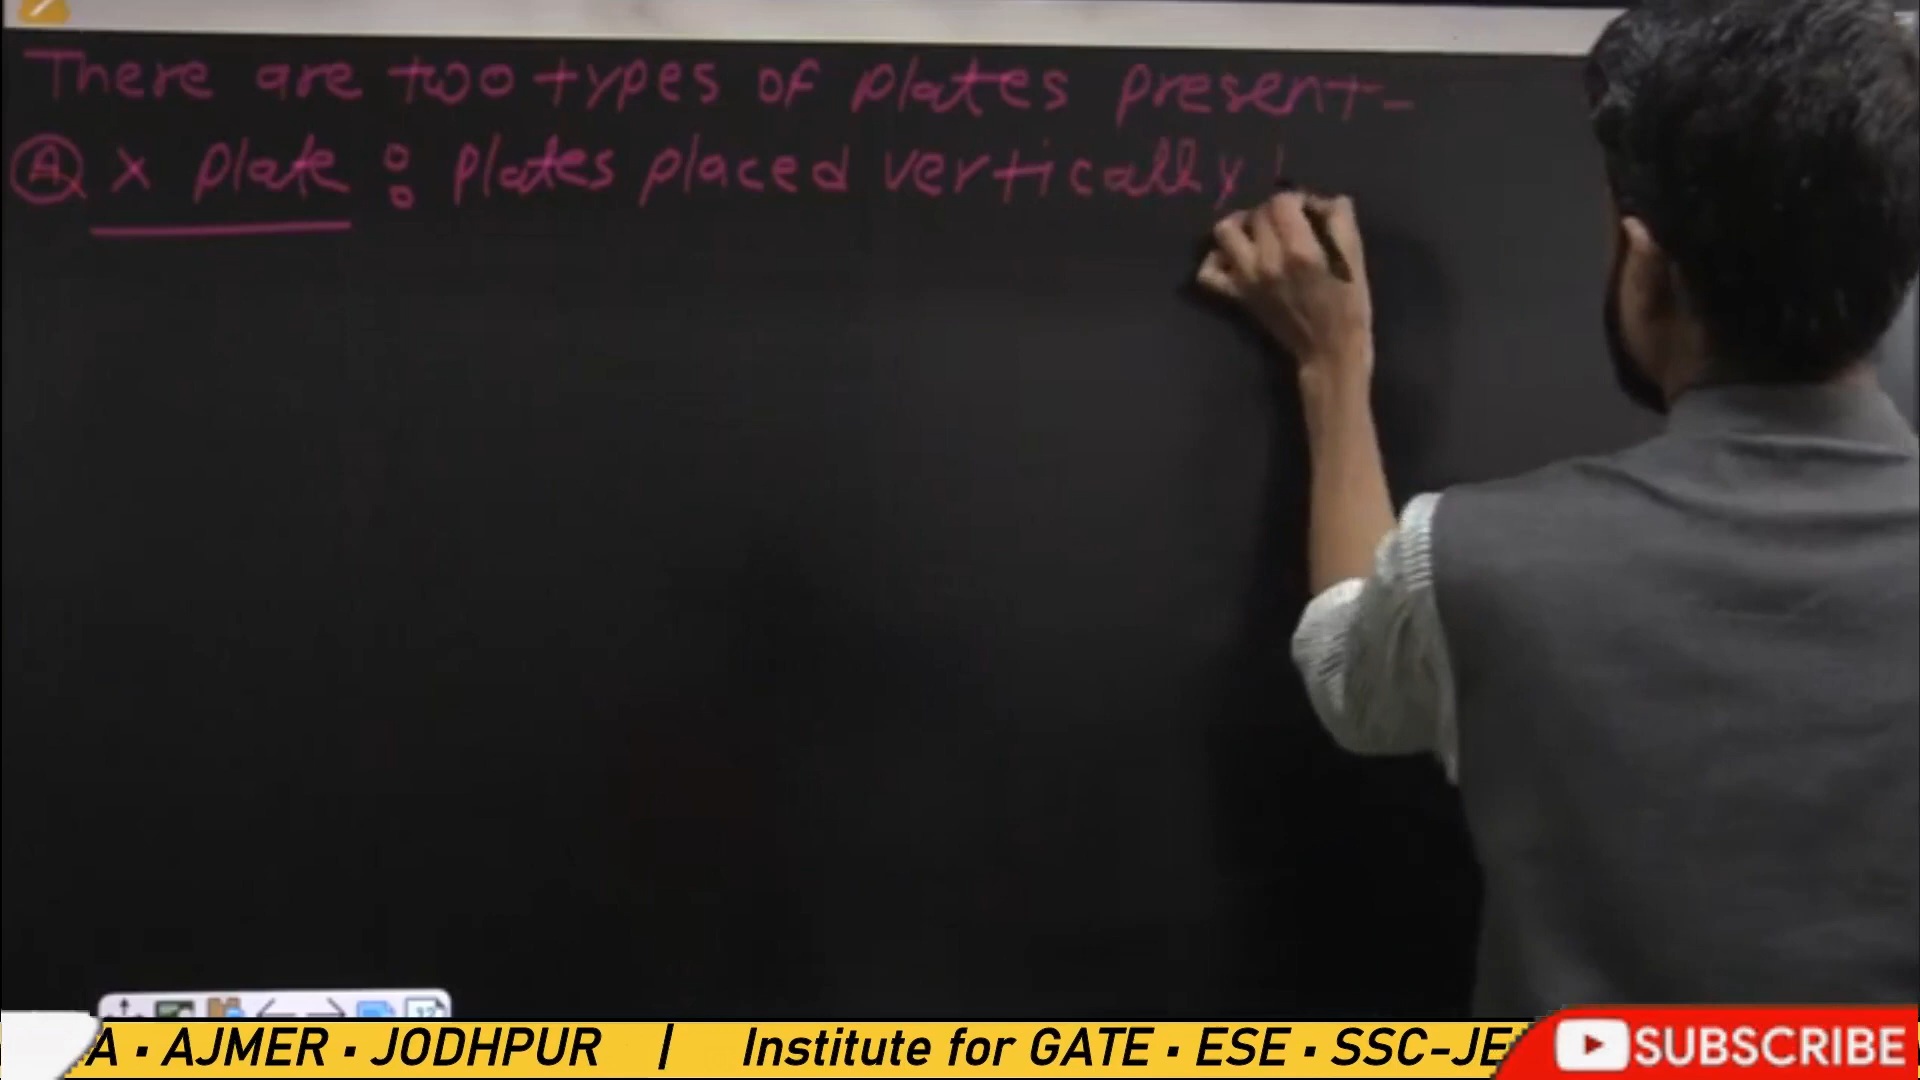 There are two types of plates present-
A x plate : plates placed vertically
A • AJMER • JODHPUR | Institute for GATE • ESE • SSC-JE
SUBSCRIBE